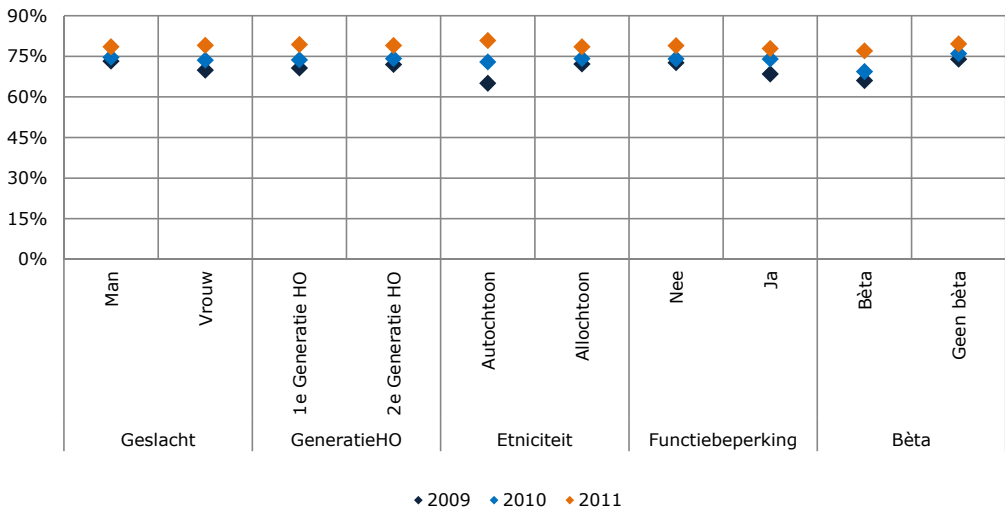 90%
75%
60%
45%
30%
15%
0%
Man
Vrouw
1e Generatie HO
2e Generatie HO
Autochtoon
Allochtoon
Nee
Ja
Bèta
Geen bèta
Geslacht
GeneratieHO
Etniciteit
Functiebeperking
Bèta
2009
2010
2011